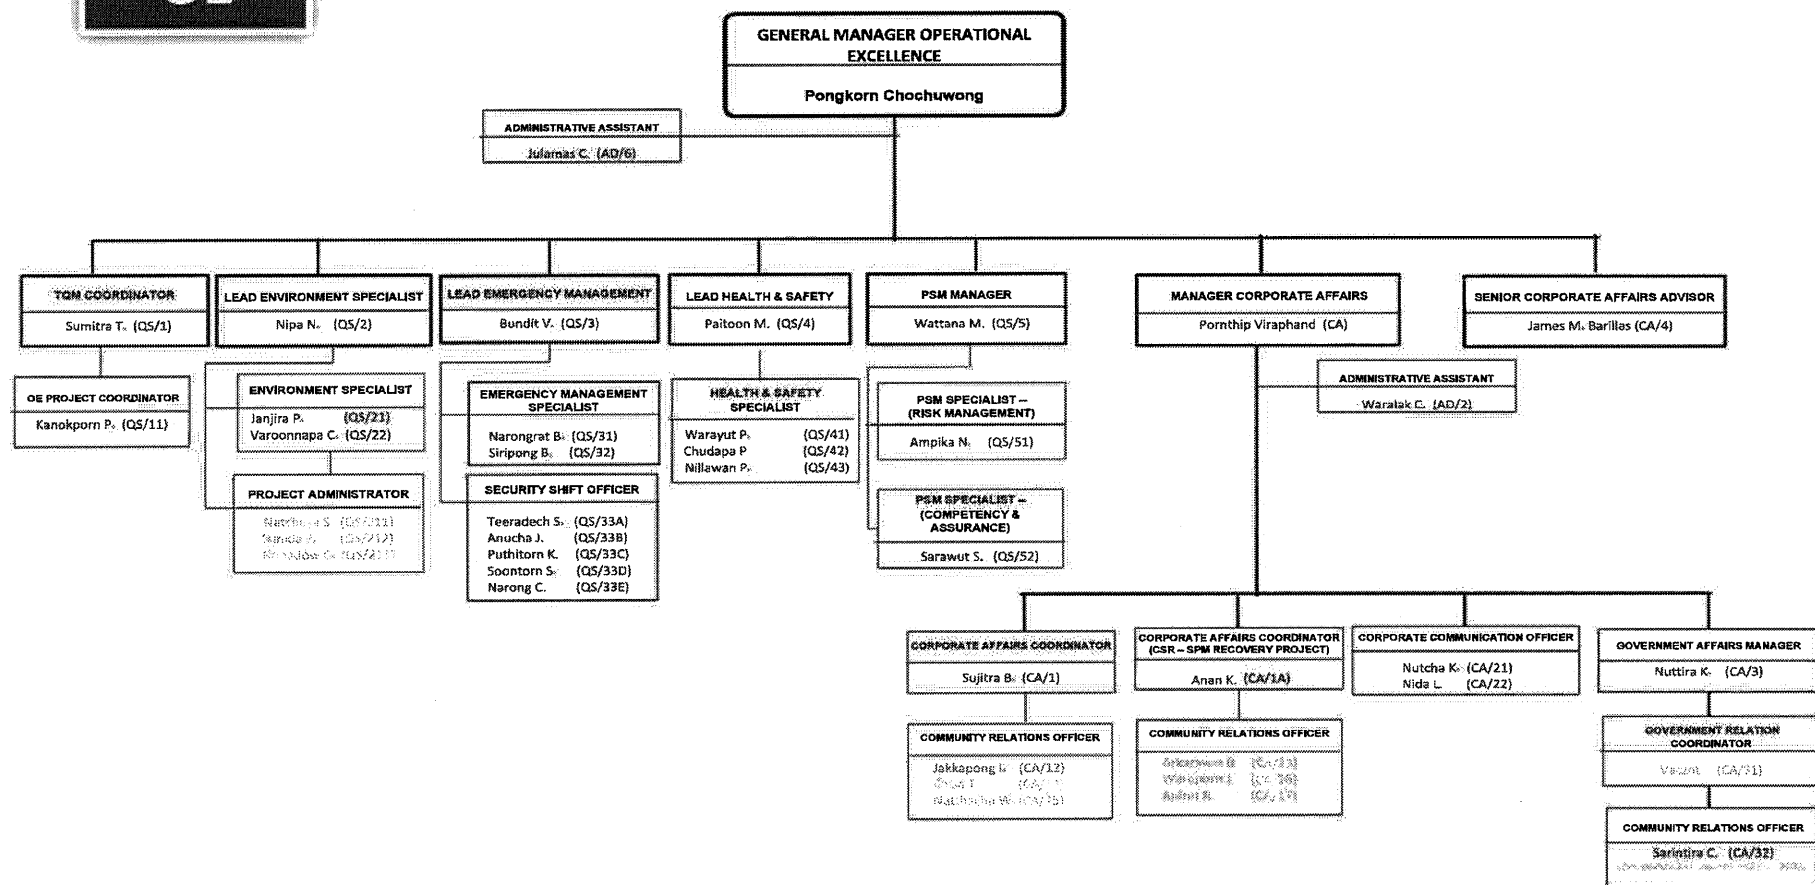 GENERAL MANAGER OPERATIONAL
EXCELLENCE
Pongkorn Chochuwong
ADMINISTRATIVE ASSISTANT
Julamas C. (AD/6)
TQM COORDINATOR
Sumitra T. (QS/1)
LEAD ENVIRONMENT SPECIALIST
Nipa N. (QS/2)
LEAD EMERGENCY MANAGEMENT
Bundit V. (QS/3)
LEAD HEALTH & SAFETY
Paitoon M. (QS/4)
PSM MANAGER
Wattana M. (QS/5)
MANAGER CORPORATE AFFAIRS
Pornthip Viraphand (CA)
SENIOR CORPORATE AFFAIRS ADVISOR
James M. Barillas (CA/4)
OE PROJECT COORDINATOR
Kanokporn P. (QS/11)
ENVIRONMENT SPECIALIST
Janjira P. (QS/21)
Varoonnapa C. (QS/22)
PROJECT ADMINISTRATOR
EMERGENCY MANAGEMENT
SPECIALIST
Narongrat B. (QS/31)
Siripong B. (QS/32)
SECURITY SHIFT OFFICER
Teeradech S. (QS/33A)
Anucha J. (QS/33B)
Puthitorn K. (QS/33C)
Soontorn S. (QS/33D)
Narong C. (QS/33E)
HEALTH & SAFETY
SPECIALIST
Warayut P. (QS/41)
Chudapa P (QS/42)
Nillawan P. (QS/43)
PSM SPECIALIST –
(RISK MANAGEMENT)
Ampika N. (QS/51)
PSM SPECIALIST –
(COMPETENCY &
ASSURANCE)
Sarawut S. (QS/52)
ADMINISTRATIVE ASSISTANT
Waralak C. (AD/2)
CORPORATE AFFAIRS COORDINATOR
Sujitra B. (CA/1)
COMMUNITY RELATIONS OFFICER
Jakkapong (CA/12)
CORPORATE AFFAIRS COORDINATOR
(CSR – SPM RECOVERY PROJECT)
Anan K. (CA/1A)
COMMUNITY RELATIONS OFFICER
CORPORATE COMMUNICATION OFFICER
Nutcha K. (CA/21)
Nida L. (CA/22)
GOVERNMENT AFFAIRS MANAGER
Nuttira K. (CA/3)
GOVERNMENT RELATION
COORDINATOR
Vacant (CA/31)
COMMUNITY RELATIONS OFFICER
Sarintira C. (CA/32)